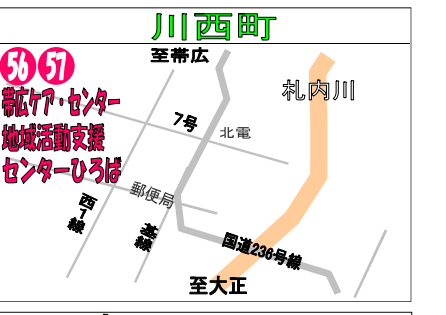 川西町
至帯広
56 57
帯広ケア・センター
地域活動支援
センターひろば
札内川
7号
北電
郵便局
西1線
基線
国道236号線
至大正